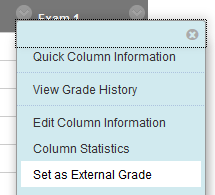 Exam 1
Quick Column Information
View Grade History
Edit Column Information
Column Statistics
Set as External Grade